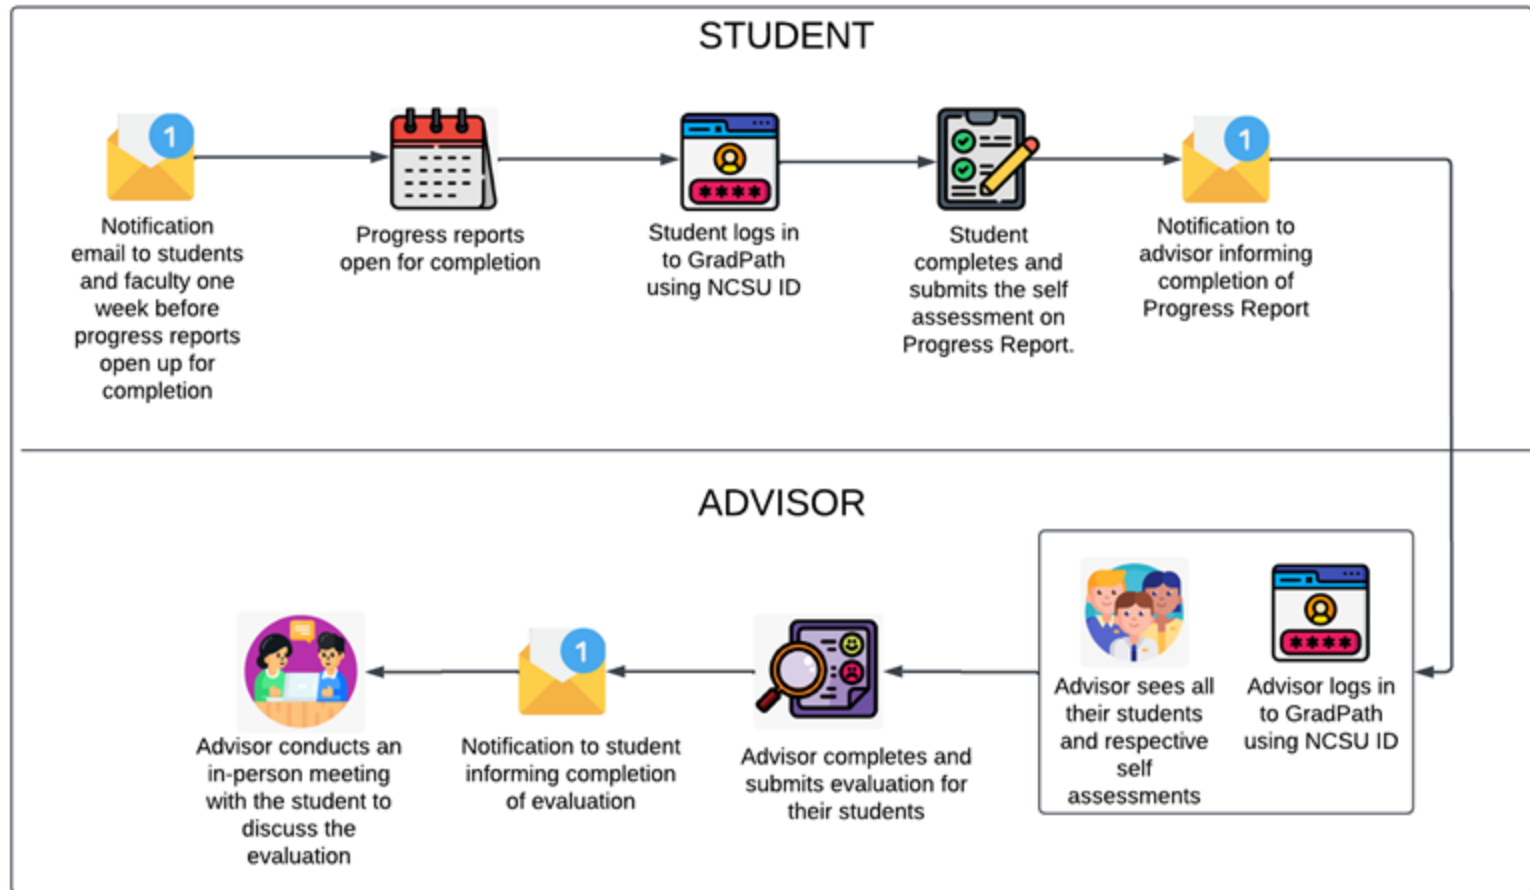 STUDENT
1
Notification
email to students
and faculty one
week before
progress reports
open up for
completion
Progress reports
open for completion
****
Student logs in
to GradPath
using NCSU ID
Student
completes and
submits the self
assessment on
Progress Report.
1
Notification to
advisor informing
completion of
Progress Report
ADVISOR
****
Advisor logs in
to GradPath
using NCSU ID
Advisor sees all
their students
and respective
self
assessments
Advisor completes and
submits evaluation for
their students
1
Notification to student
informing completion
of evaluation
Advisor conducts an
in-person meeting
with the student to
discuss the
evaluation